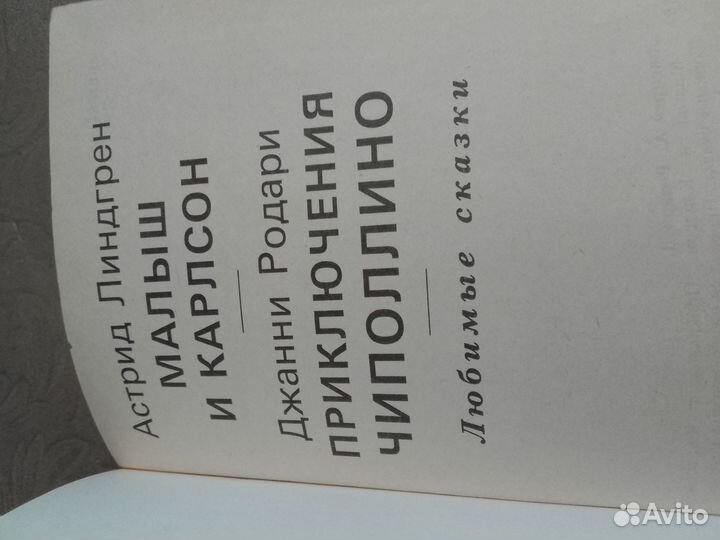 Астрид Линдгрен
МАЛЫШ
И КАРЛСОН
Джанни Родари
ПРИКЛЮЧЕНИЯ
ЧИПОЛЛИНО
Любимые сказки
Avito